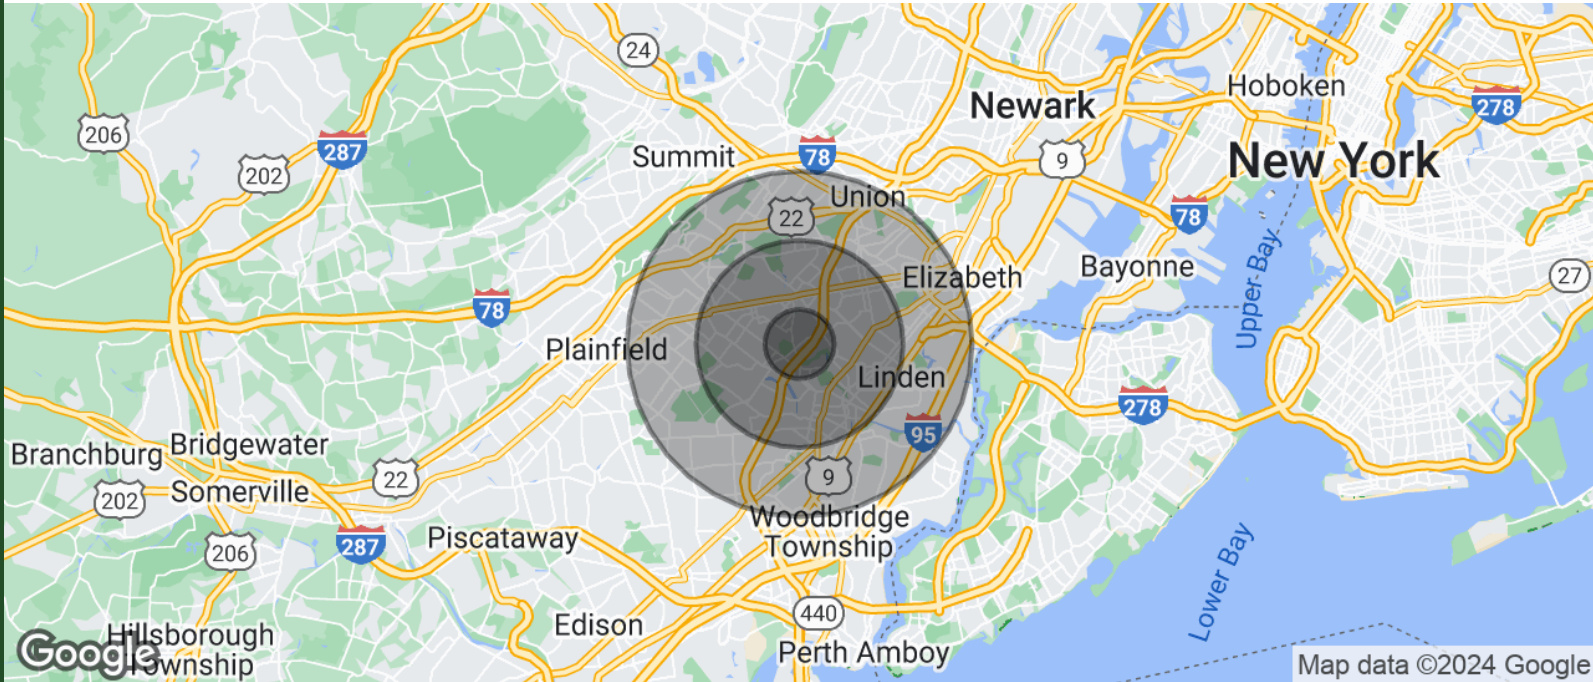 24
Newark
Hoboken
278
206
287
202
Summit
78
9
New York
Union
22
78
Elizabeth
Bayonne
Upper Bay
27
78
Plainfield
Linden
278
95
Bridgewater
Branchburg
22
9
202
Somerville
Woodbridge
Township
206
287
Piscataway
Lower Bay
440
Edison
Hillsborough
Township
Perth Amboy
Google
Map data ©2024 Google